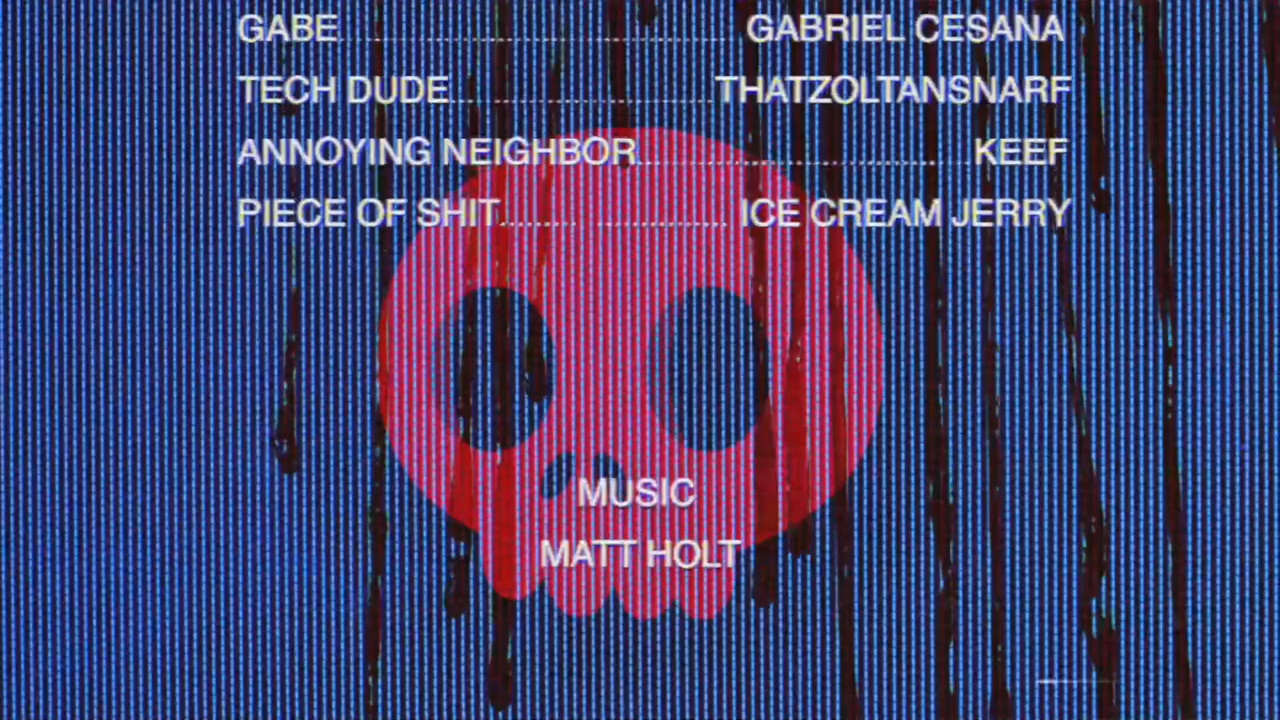 GABE................................ GABRIEL CESANA
TECH DUDE......................THATZOLTANSNARF
ANNOYING NEIGHBOR......................... KEEF
PIECE OF SHIT.................... ICE CREAM JERRY
MUSIC
MATT HOLT